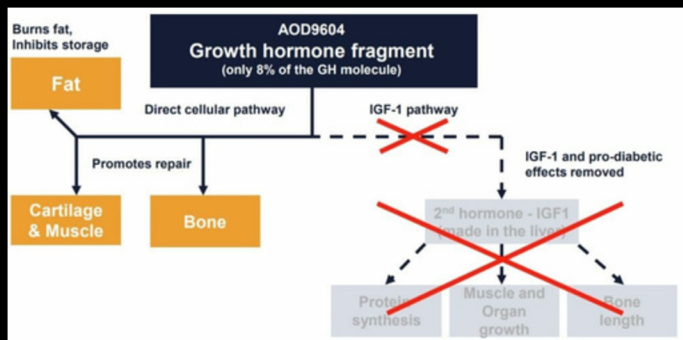 Burns fat,
Inhibits storage
Fat
AOD9604
Growth hormone fragment
(only 8% of the GH molecule)
Direct cellular pathway
IGF-1 pathway
Promotes repair
Cartilage
& Muscle
Bone
IGF-1 and pro-diabetic
effects removed
2nd hormone - IGF1
(made in the liver)
Protein
synthesis
Muscle and
Organ
growth
Bone
length